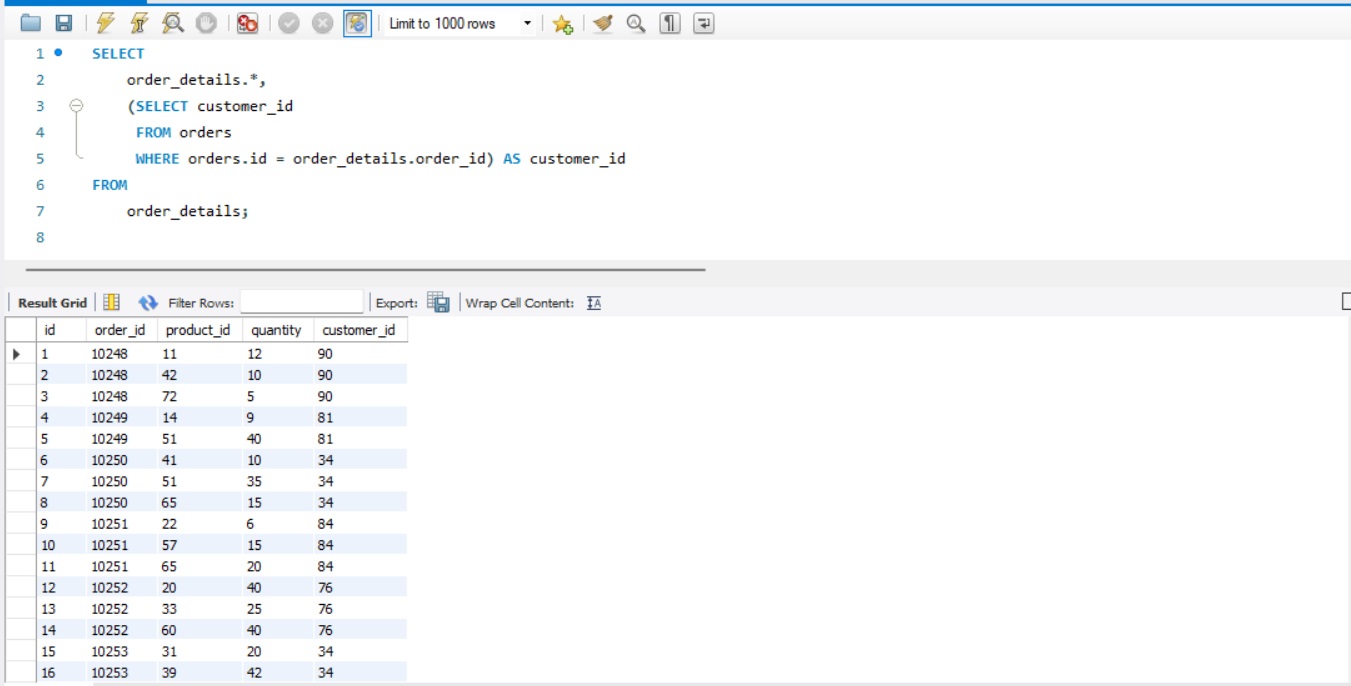 Limit to 1000 rows
1 SELECT
2 order_details.*,
3 (SELECT customer_id
4 FROM orders
5 WHERE orders.id = order_details.order_id) AS customer_id
6 FROM
7 order_details;
8
Result Grid Filter Rows: Export: Wrap Cell Content: IA
id order_id product_id quantity customer_id
1 10248 11 12 90
2 10248 42 10 90
3 10248 72 5 90
4 10249 14 9 81
5 10249 51 40 81
6 10250 41 10 34
7 10250 51 35 34
8 10250 65 15 34
9 10251 22 6 84
10 10251 57 15 84
11 10251 65 20 84
12 10252 20 40 76
13 10252 33 25 76
14 10252 60 40 76
15 10253 31 20 34
16 10253 39 42 34